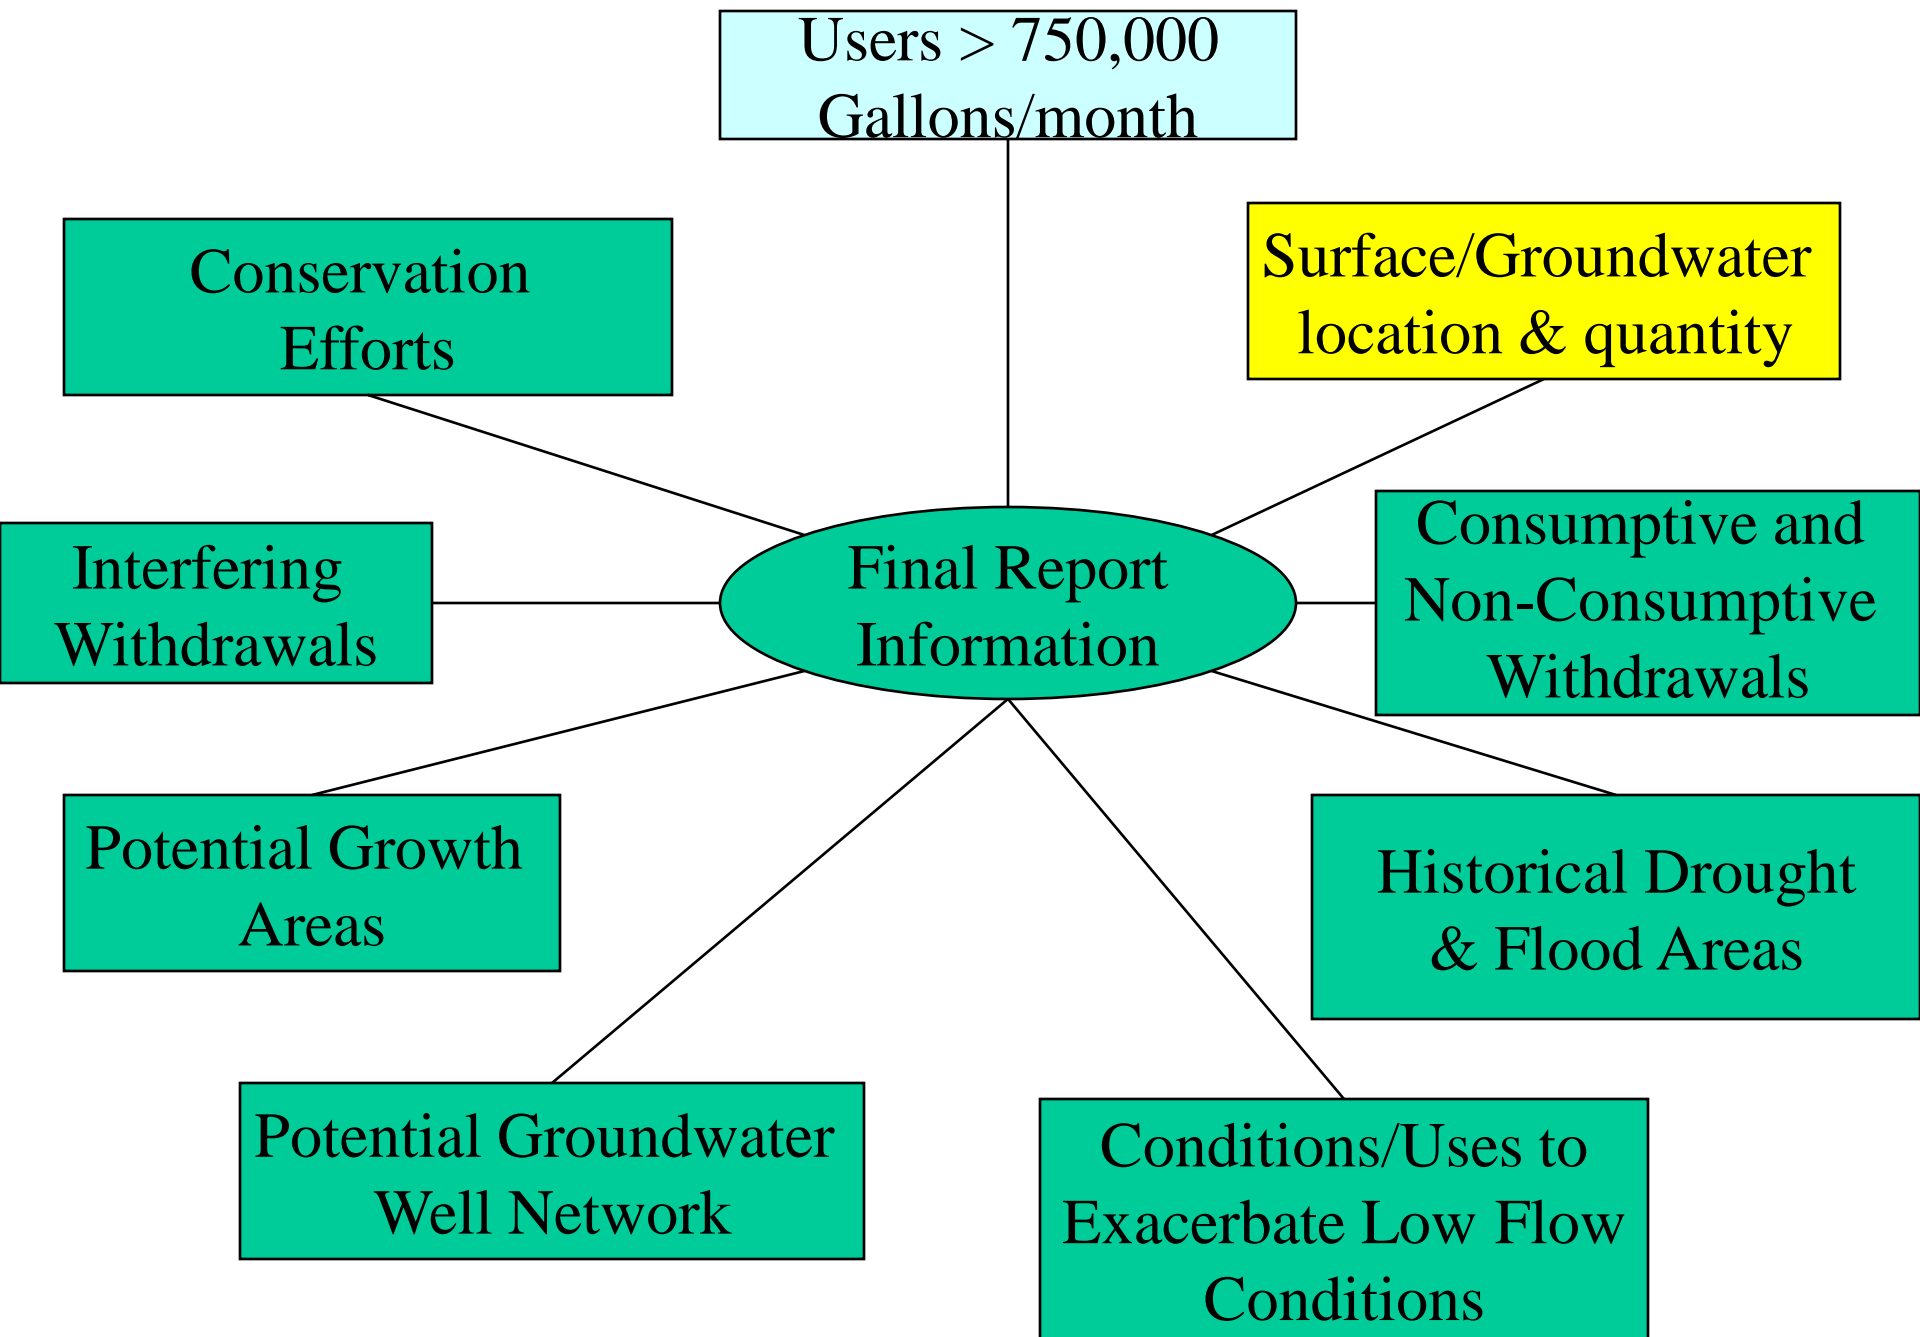 Users > 750,000
Gallons/month
Conservation
Efforts
Surface/Groundwater
location & quantity
Interfering
Withdrawals
Final Report
Information
Consumptive and
Non-Consumptive
Withdrawals
Potential Growth
Areas
Historical Drought
& Flood Areas
Potential Groundwater
Well Network
Conditions/Uses to
Exacerbate Low Flow
Conditions